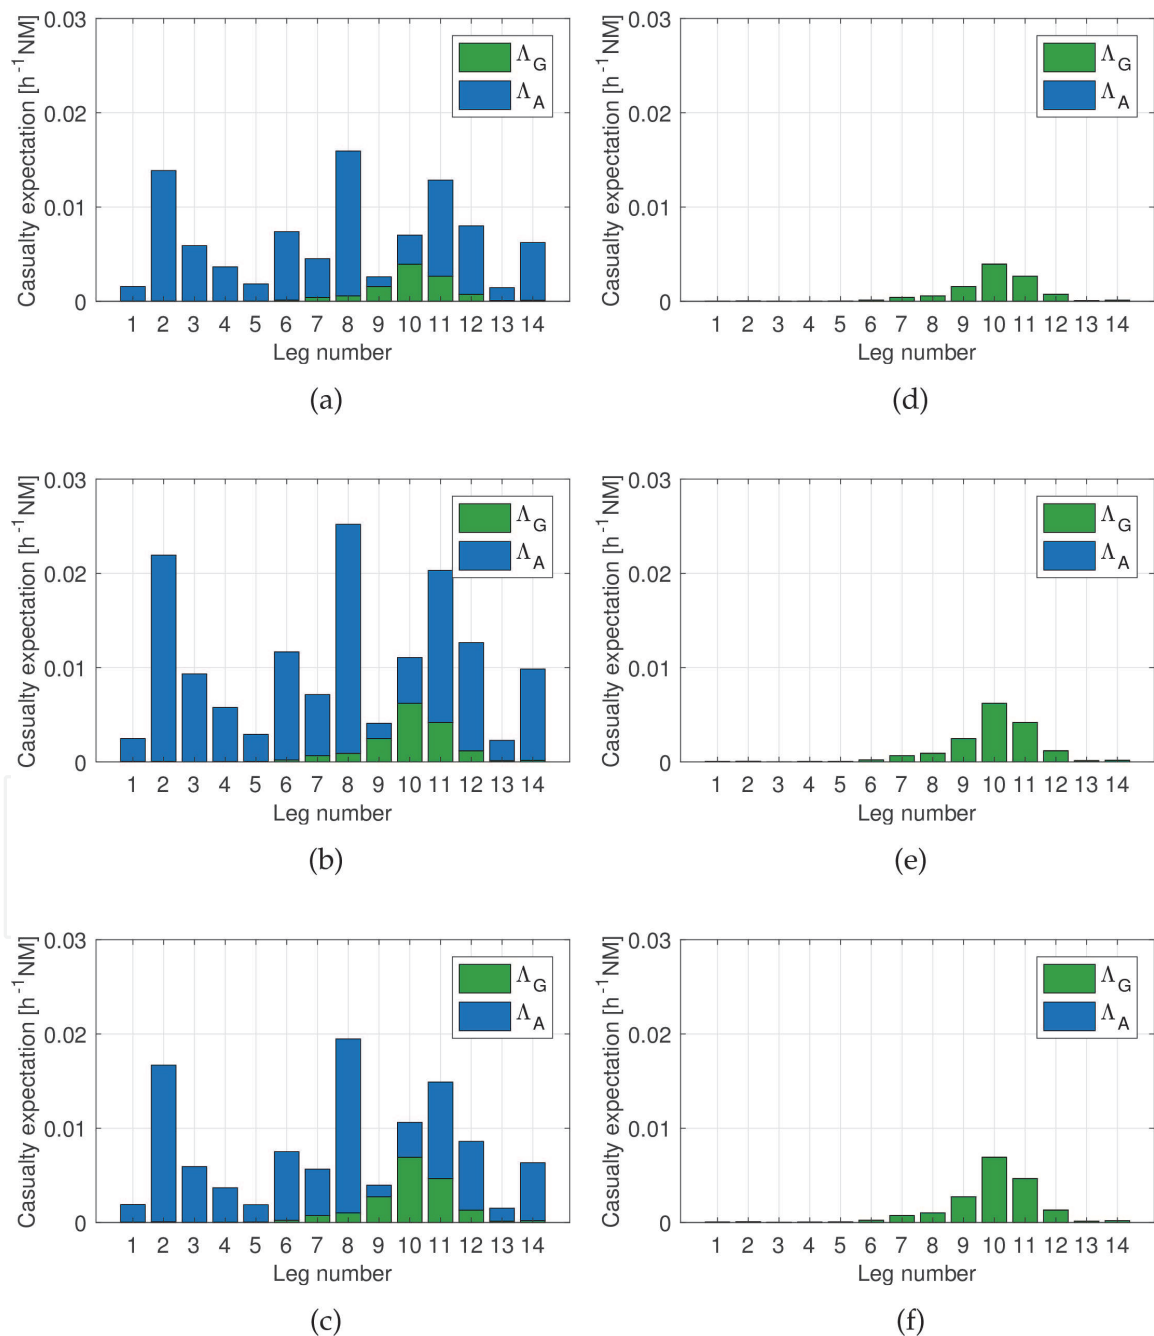 Casualty expectation [h⁻¹NM]
0.03
0.02
0.01
0
Λ_G
Λ_A
1 2 3 4 5 6 7 8 9 10 11 12 13 14
Leg number
(a)
Casualty expectation [h⁻¹NM]
0.03
0.02
0.01
0
Λ_G
Λ_A
1 2 3 4 5 6 7 8 9 10 11 12 13 14
Leg number
(d)
Casualty expectation [h⁻¹NM]
0.03
0.02
0.01
0
Λ_G
Λ_A
1 2 3 4 5 6 7 8 9 10 11 12 13 14
Leg number
(b)
Casualty expectation [h⁻¹NM]
0.03
0.02
0.01
0
Λ_G
Λ_A
1 2 3 4 5 6 7 8 9 10 11 12 13 14
Leg number
(e)
Casualty expectation [h⁻¹NM]
0.03
0.02
0.01
0
Λ_G
Λ_A
1 2 3 4 5 6 7 8 9 10 11 12 13 14
Leg number
(c)
Casualty expectation [h⁻¹NM]
0.03
0.02
0.01
0
Λ_G
Λ_A
1 2 3 4 5 6 7 8 9 10 11 12 13 14
Leg number
(f)